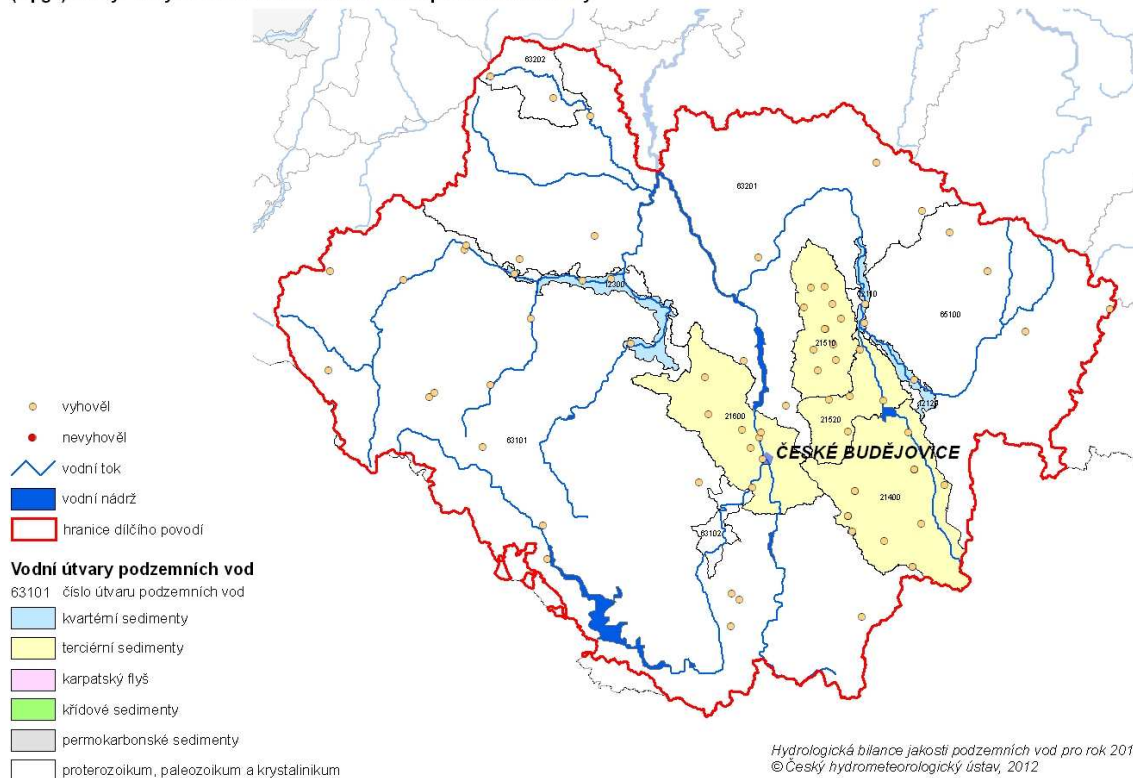 63202
63201
12300
12110
65100
21510
12120
21600
21520
ČESKÉ BUDĚJOVICE
63101
21400
63102
vyhověl
nevyhověl
vodní tok
vodní nádrž
hranice dílčího povodí
Vodní útvary podzemních vod
63101 číslo útvaru podzemních vod
kvartérní sedimenty
terciérní sedimenty
karpatský flyš
křídové sedimenty
permokarbonské sedimenty
proterozoikum, paleozoikum a krystalinikum
Hydrologická bilance jakosti podzemních vod pro rok 201
© Český hydrometeorologický ústav, 2012